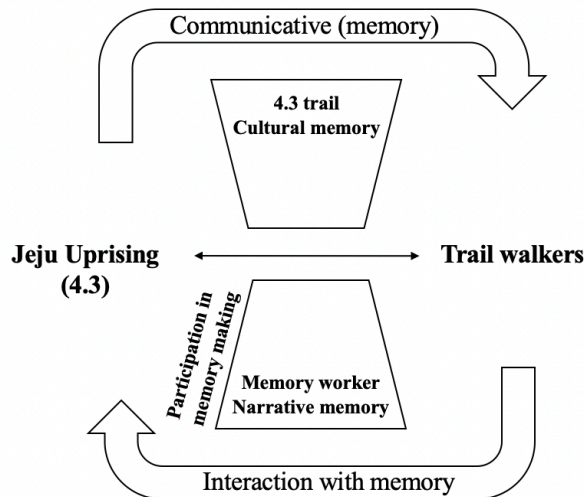 Communicative (memory)
4.3 trail
Cultural memory
Jeju Uprising
(4.3)
Trail walkers
Participation in
memory making
Memory worker
Narrative memory
Interaction with memory